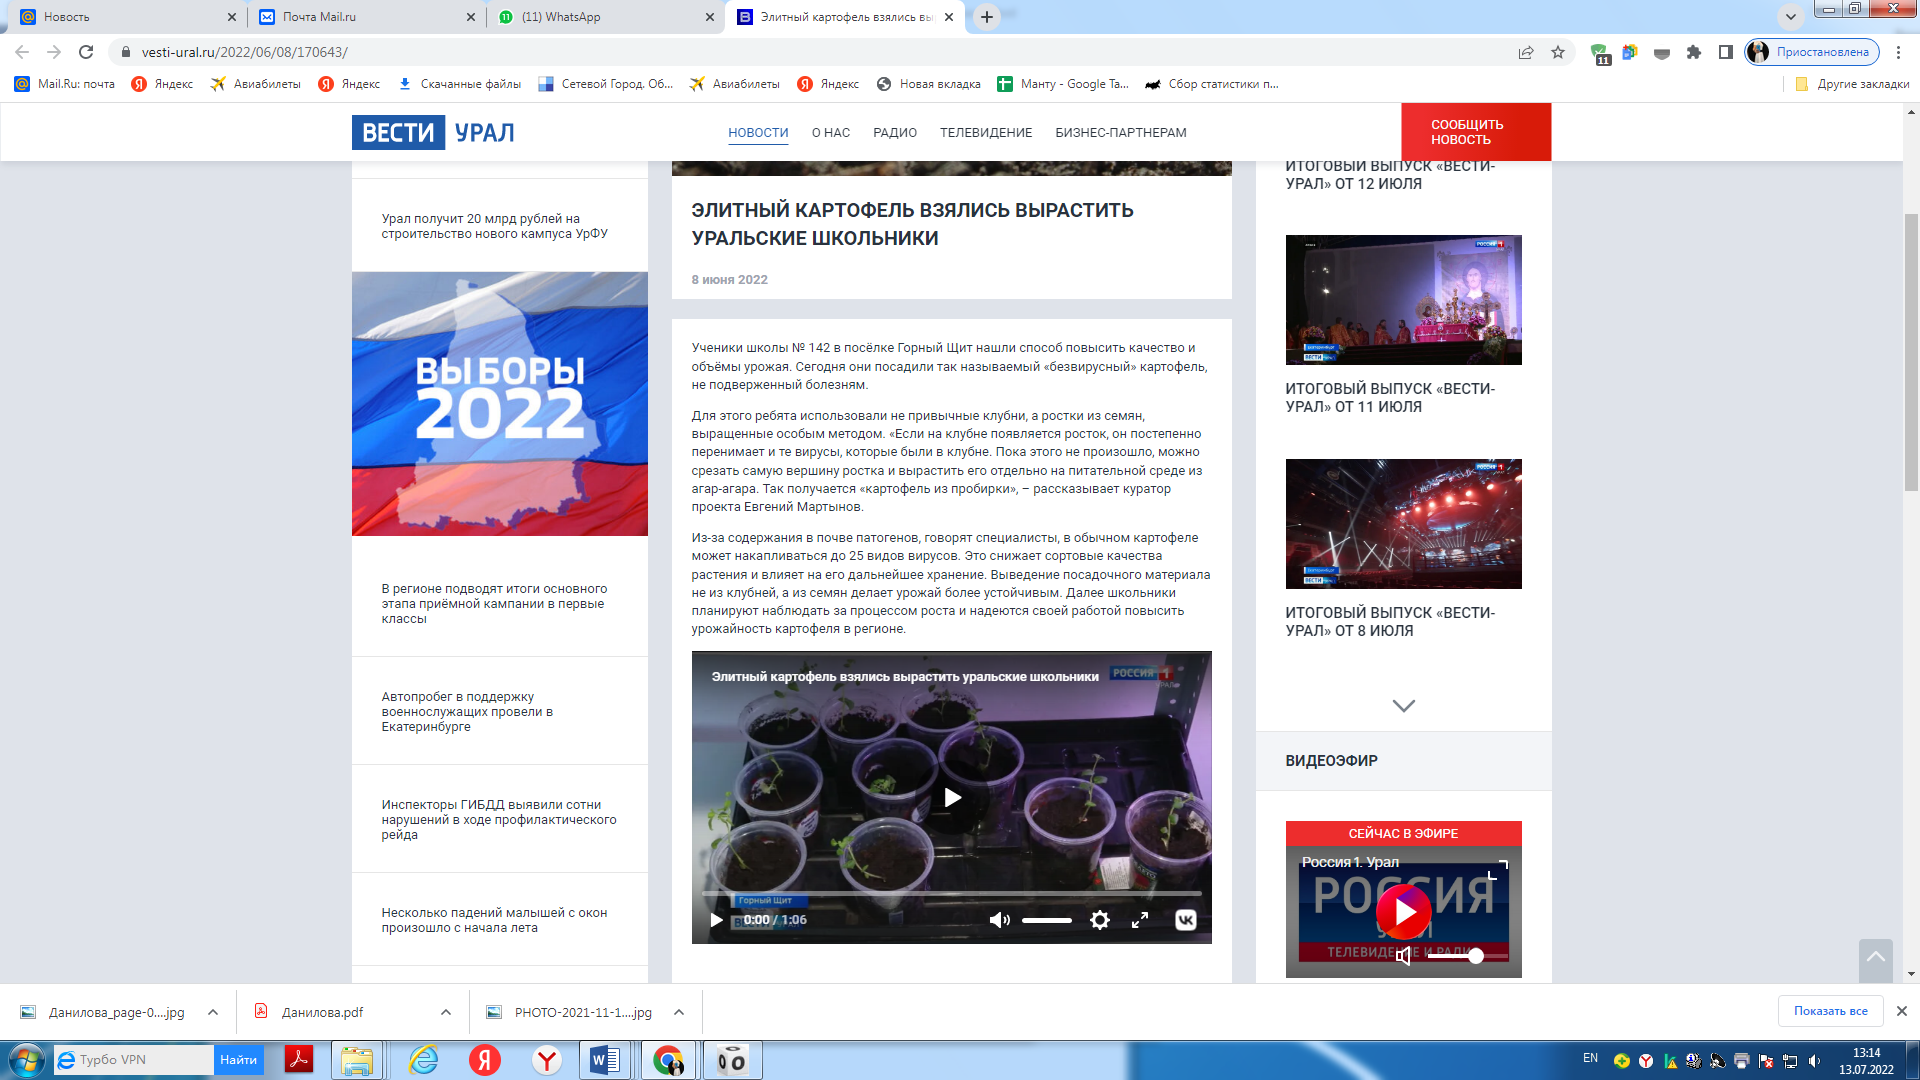 Новость
Почта Mail.ru
(11) WhatsApp
Элитный картофель взялись вы
vesti-ural.ru/2022/06/08/170643/
11
Приостановлена
Mail.Ru: почта
Яндекс
Авиабилеты
Яндекс
Скачанные файлы
Сетевой Город. Об...
Авиабилеты
Яндекс
Новая вкладка
Манту - Google Та...
Сбор статистики п...
Другие закладки
ВЕСТИ УРАЛ
НОВОСТИ
О НАС
РАДИО
ТЕЛЕВИДЕНИЕ
БИЗНЕС-ПАРТНЕРАМ
СООБЩИТЬ
НОВОСТЬ
Урал получит 20 млрд рублей на
строительство нового кампуса УрФУ
ВЫБОРЫ
2022
В регионе подводят итоги основного
этапа приёмной кампании в первые
классы
Автопробег в поддержку
военнослужащих провели в
Екатеринбурге
Инспекторы ГИБДД выявили сотни
нарушений в ходе профилактического
рейда
Несколько падений малышей с окон
произошло с начала лета
ЭЛИТНЫЙ КАРТОФЕЛЬ ВЗЯЛИСЬ ВЫРАСТИТЬ
УРАЛЬСКИЕ ШКОЛЬНИКИ
8 июня 2022
Ученики школы № 142 в посёлке Горный Щит нашли способ повысить качество и
объёмы урожая. Сегодня они посадили так называемый «безвирусный» картофель,
не подверженный болезням.
Для этого ребята использовали не привычные клубни, а ростки из семян,
выращенные особым методом. «Если на клубне появляется росток, он постепенно
перенимает и те вирусы, которые были в клубне. Пока этого не произошло, можно
срезать самую вершину ростка и вырастить его отдельно на питательной среде из
агар-агара. Так получается «картофель из пробирки», – рассказывает куратор
проекта Евгений Мартынов.
Из-за содержания в почве патогенов, говорят специалисты, в обычном картофеле
может накапливаться до 25 видов вирусов. Это снижает сортовые качества
растения и влияет на его дальнейшее хранение. Выведение посадочного материала
не из клубней, а из семян делает урожай более устойчивым. Далее школьники
планируют наблюдать за процессом роста и надеются своей работой повысить
урожайность картофеля в регионе.
Элитный картофель взялись вырастить уральские школьники
РОССИЯ 1
УРАЛ
Горный Щит
ВЕСТИ УРАЛ
0:00 / 1:06
ИТОГОВЫЙ ВЫПУСК «ВЕСТИ-
УРАЛ» ОТ 12 ИЮЛЯ
РОССИЯ 1
Екатеринбург
ВЕСТИ
ИТОГОВЫЙ ВЫПУСК «ВЕСТИ-
УРАЛ» ОТ 11 ИЮЛЯ
РОССИЯ 1
Екатеринбург
ВЕСТИ
ИТОГОВЫЙ ВЫПУСК «ВЕСТИ-
УРАЛ» ОТ 8 ИЮЛЯ
ВИДЕОЭФИР
СЕЙЧАС В ЭФИРЕ
Россия 1. Урал
РОССИЯ
ТЕЛЕВИДЕНИЕ И РАДИО
Данилова_page-0....jpg
Данилова.pdf
PHOTO-2021-11-1....jpg
Показать все
Турбо VPN
Найти
EN
13:14
13.07.2022